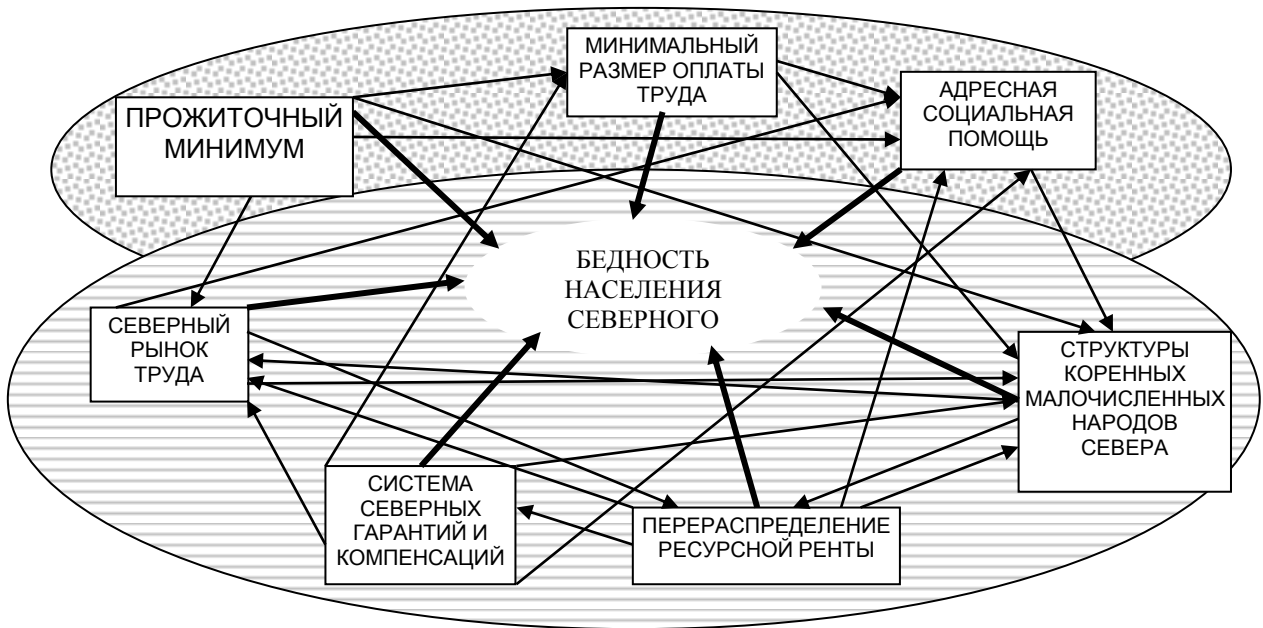 МИНИМАЛЬНЫЙ
РАЗМЕР ОПЛАТЫ
ТРУДА
ПРОЖИТОЧНЫЙ
МИНИМУМ
АДРЕСНАЯ
СОЦИАЛЬНАЯ
ПОМОЩЬ
БЕДНОСТЬ
НАСЕЛЕНИЯ
СЕВЕРНОГО
СЕВЕРНЫЙ
РЫНОК
ТРУДА
СТРУКТУРЫ
КОРЕННЫХ
МАЛОЧИСЛЕННЫХ
НАРОДОВ
СЕВЕРА
СИСТЕМА
СЕВЕРНЫХ
ГАРАНТИЙ И
КОМПЕНСАЦИЙ
ПЕРЕРАСПРЕДЕЛЕНИЕ
РЕСУРСНОЙ РЕНТЫ